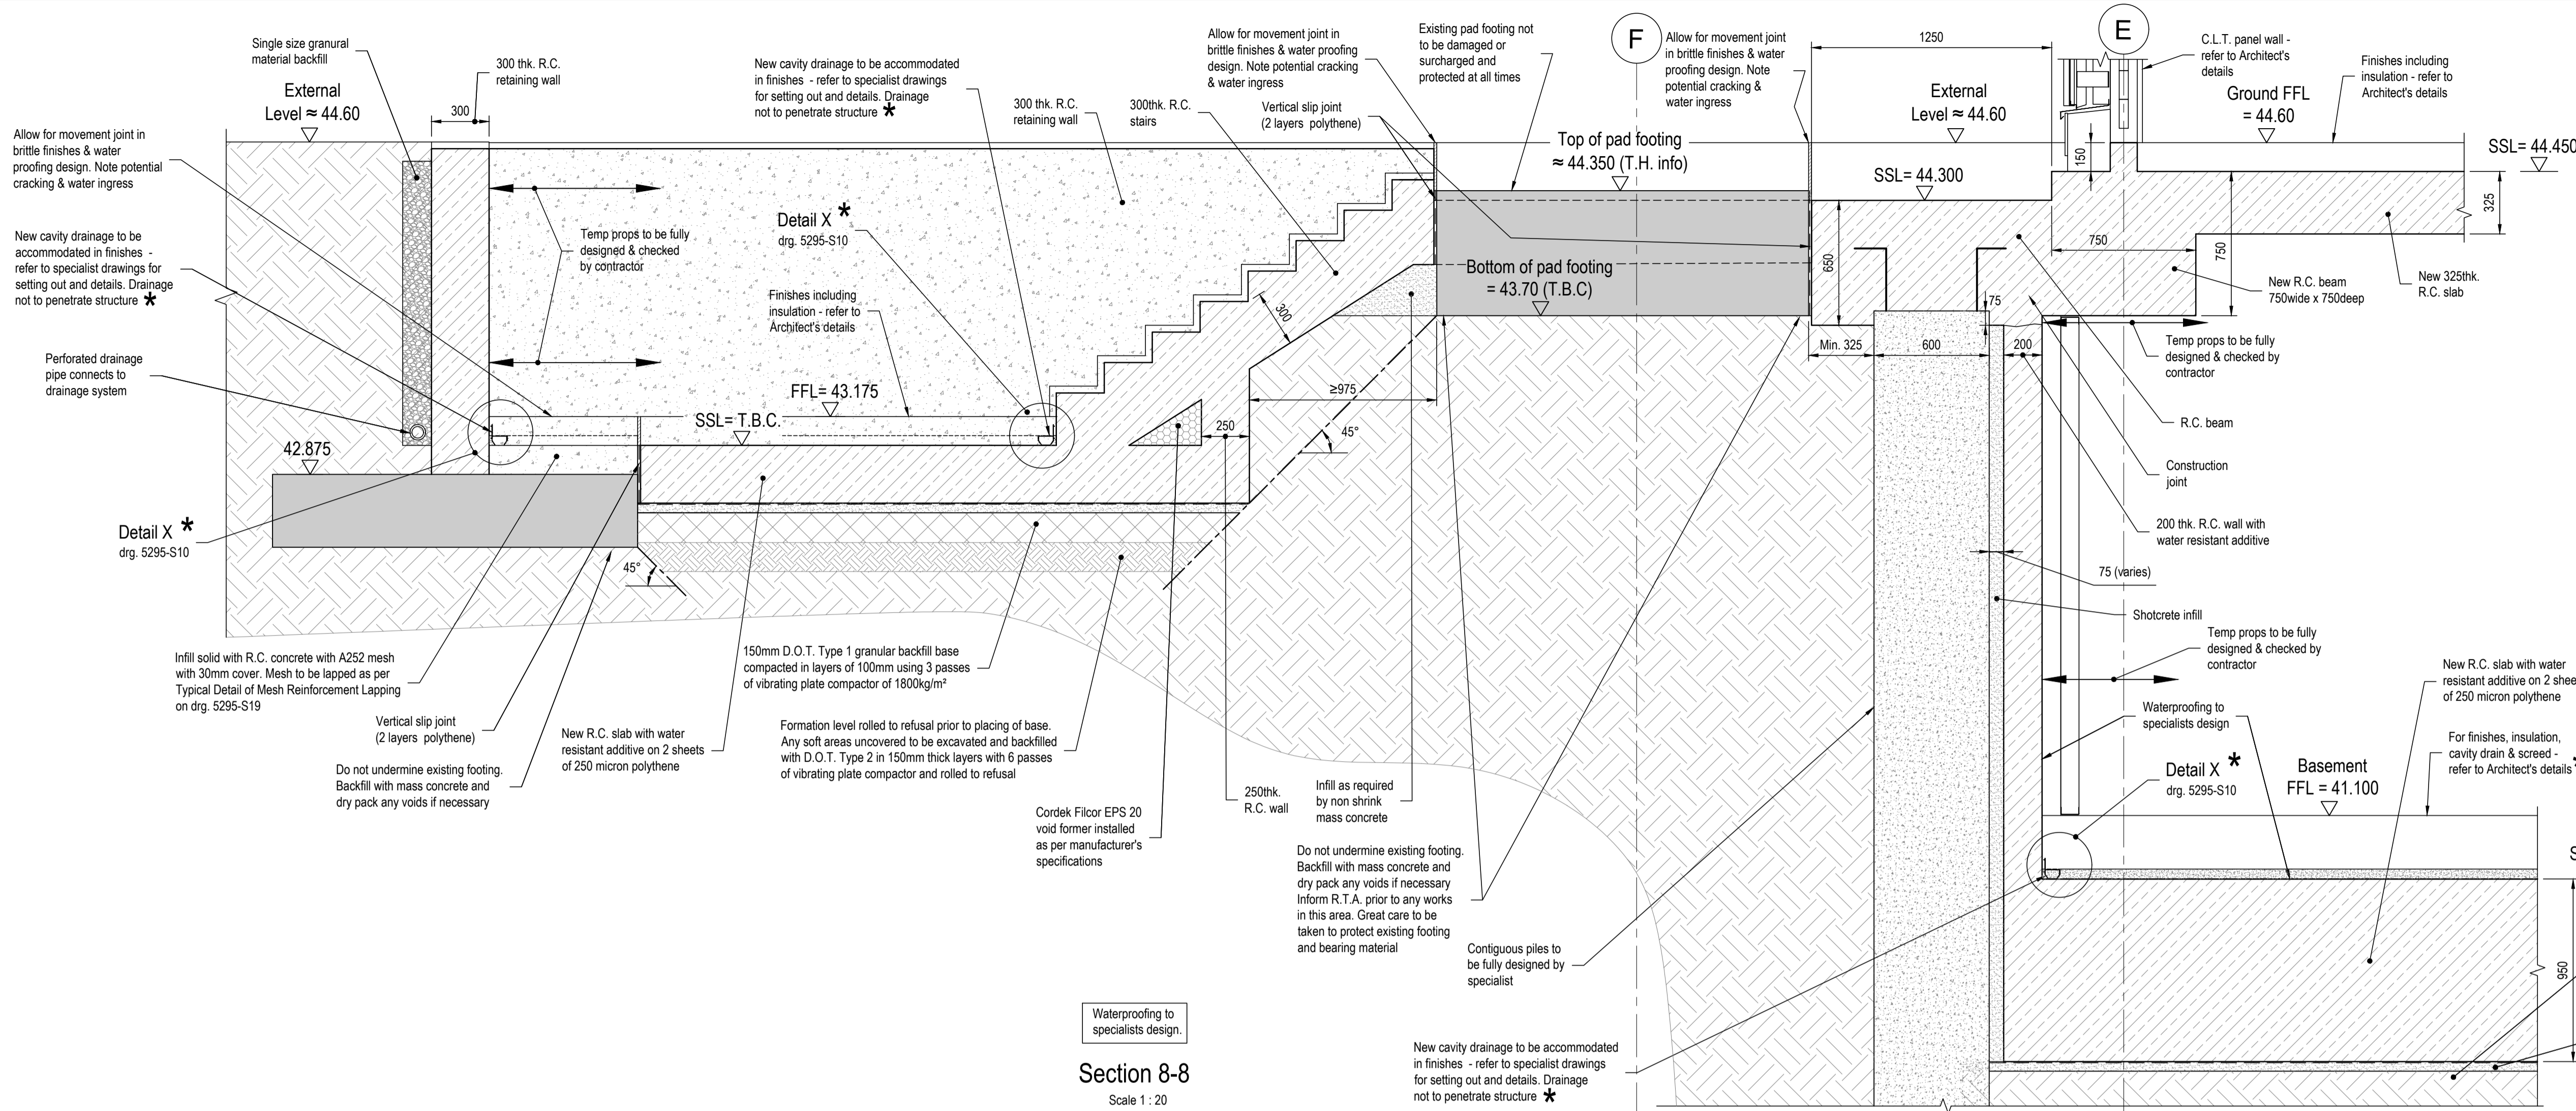 Single size granural
material backfill
External
Level ≈ 44.60
300 thk. R.C.
retaining wall
300
Allow for movement joint in
brittle finishes & water
proofing design. Note potential
cracking & water ingress
New cavity drainage to be
accommodated in finishes -
refer to specialist drawings for
setting out and details. Drainage
not to penetrate structure *
Perforated drainage
pipe connects to
drainage system
42.875
Detail X *
drg. 5295-S10
New cavity drainage to be accommodated
in finishes - refer to specialist drawings
for setting out and details. Drainage
not to penetrate structure *
300 thk. R.C.
retaining wall
300thk. R.C.
stairs
Temp props to be fully
designed & checked
by contractor
Detail X *
drg. 5295-S10
Finishes including
insulation - refer to
Architect's details
FFL= 43.175
SSL= T.B.C.
300
250
≥975
45°
45°
Allow for movement joint in
brittle finishes & water proofing
design. Note potential cracking
& water ingress
Vertical slip joint
(2 layers polythene)
Existing pad footing not
to be damaged or
surcharged and
protected at all times
F
Allow for movement joint
in brittle finishes & water
proofing design. Note
potential cracking &
water ingress
Top of pad footing
≈ 44.350 (T.H. info)
Bottom of pad footing
= 43.70 (T.B.C)
1250
E
C.L.T. panel wall -
refer to Architect's
details
Finishes including
insulation - refer to
Architect's details
External
Level ≈ 44.60
Ground FFL
= 44.60
SSL= 44.450
SSL= 44.300
150
325
650
750
750
75
Min. 325
600
200
New R.C. beam
750wide x 750deep
New 325thk.
R.C. slab
Temp props to be fully
designed & checked by
contractor
R.C. beam
Construction
joint
200 thk. R.C. wall with
water resistant additive
75 (varies)
Shotcrete infill
Temp props to be fully
designed & checked by
contractor
Waterproofing to
specialists design
New R.C. slab with water
resistant additive on 2 shee
of 250 micron polythene
For finishes, insulation,
cavity drain & screed -
refer to Architect's details
Detail X *
drg. 5295-S10
Basement
FFL = 41.100
S
950
Infill solid with R.C. concrete with A252 mesh
with 30mm cover. Mesh to be lapped as per
Typical Detail of Mesh Reinforcement Lapping
on drg. 5295-S19
Vertical slip joint
(2 layers polythene)
Do not undermine existing footing.
Backfill with mass concrete and
dry pack any voids if necessary
New R.C. slab with water
resistant additive on 2 sheets
of 250 micron polythene
150mm D.O.T. Type 1 granular backfill base
compacted in layers of 100mm using 3 passes
of vibrating plate compactor of 1800kg/m²
Formation level rolled to refusal prior to placing of base.
Any soft areas uncovered to be excavated and backfilled
with D.O.T. Type 2 in 150mm thick layers with 6 passes
of vibrating plate compactor and rolled to refusal
Cordek Filcor EPS 20
void former installed
as per manufacturer's
specifications
250thk.
R.C. wall
Infill as required
by non shrink
mass concrete
Do not undermine existing footing.
Backfill with mass concrete and
dry pack any voids if necessary
Inform R.T.A. prior to any works
in this area. Great care to be
taken to protect existing footing
and bearing material
Contiguous piles to
be fully designed by
specialist
New cavity drainage to be accommodated
in finishes - refer to specialist drawings
for setting out and details. Drainage
not to penetrate structure *
Waterproofing to
specialists design.
Section 8-8
Scale 1 : 20